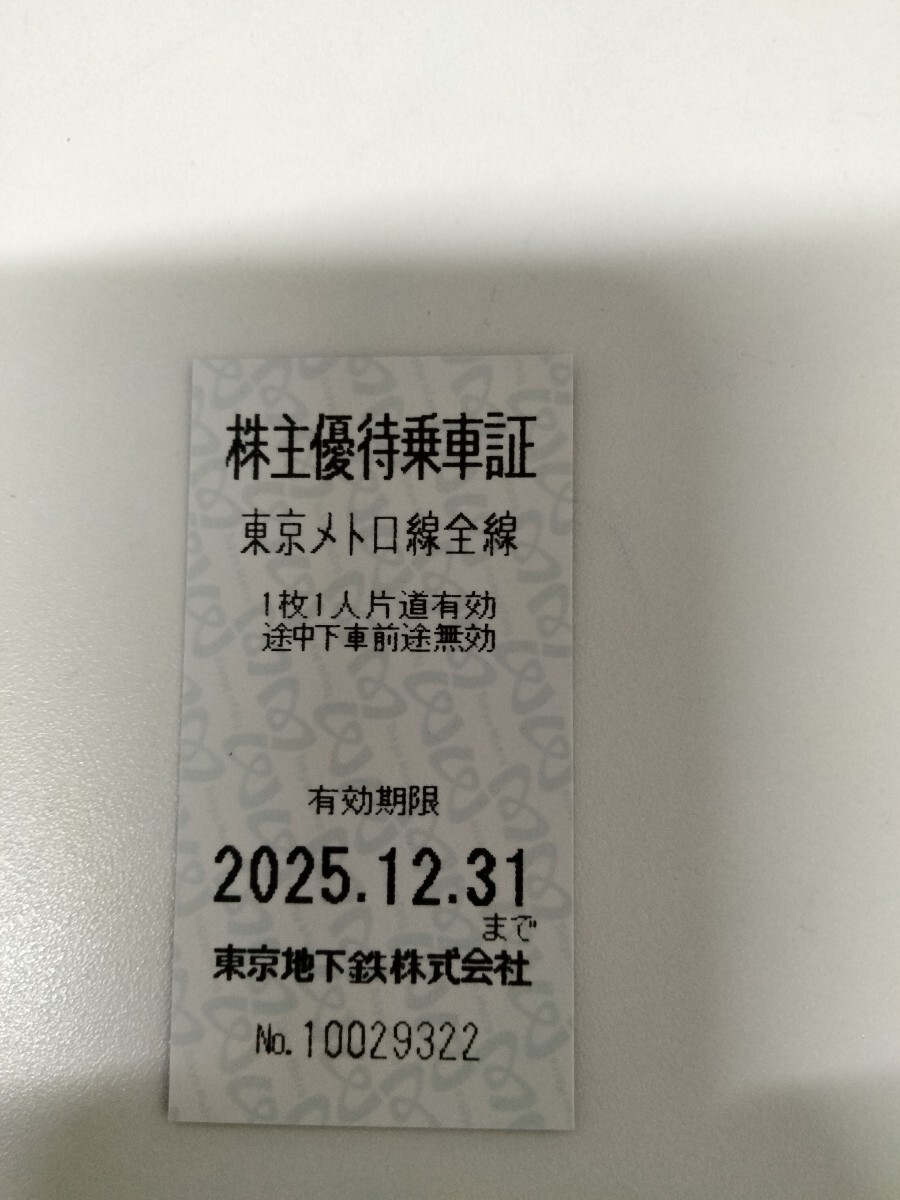 株主優待乗車証
東京メトロ線全線
1枚1人片道有効
途中下車前途無効
有効期限
2025.12.31
まで
東京地下鉄株式会社
No.10029322